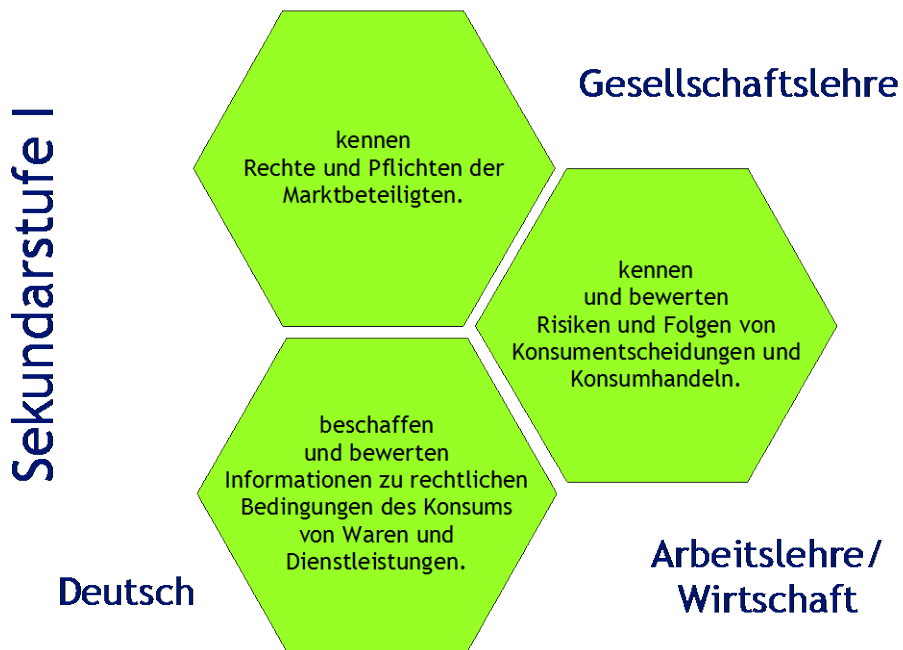 Sekundarstufe I
Gesellschaftslehre
kennen
Rechte und Pflichten der
Marktbeteiligten.
kennen
und bewerten
Risiken und Folgen von
Konsumentscheidungen und
Konsumhandeln.
beschaffen
und bewerten
Informationen zu rechtlichen
Bedingungen des Konsums
von Waren und
Dienstleistungen.
Arbeitslehre/
Wirtschaft
Deutsch